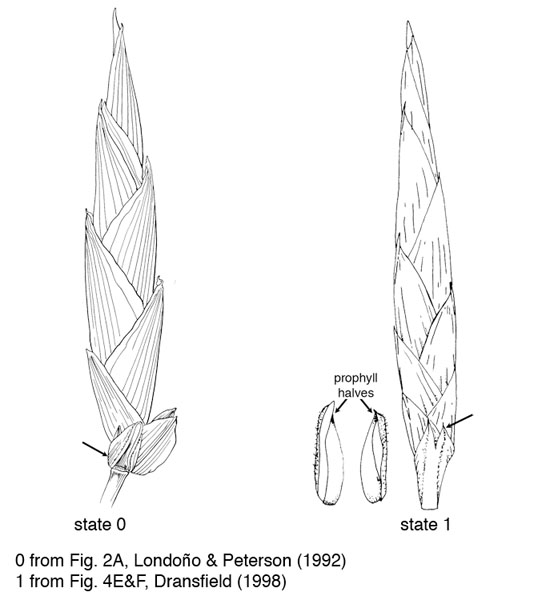 prophyll
halves
state 0
state 1
0 from Fig. 2A, Londoño & Peterson (1992)
1 from Fig. 4E&F, Dransfield (1998)